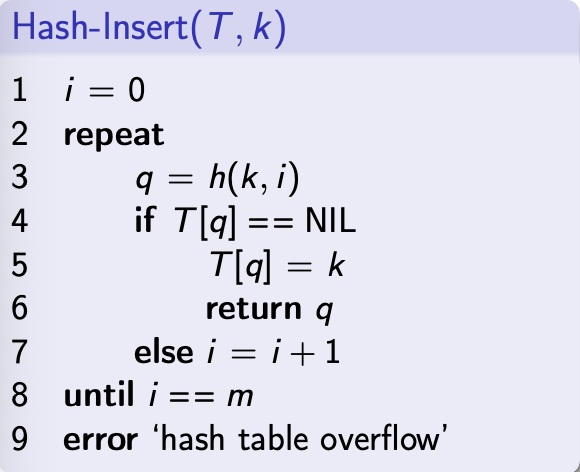 Hash-Insert(T, k)
1 i = 0
2 repeat
3 q = h(k, i)
4 if T[q] == NIL
5 T[q] = k
6 return q
7 else i = i + 1
8 until i == m
9 error ‘hash table overflow’